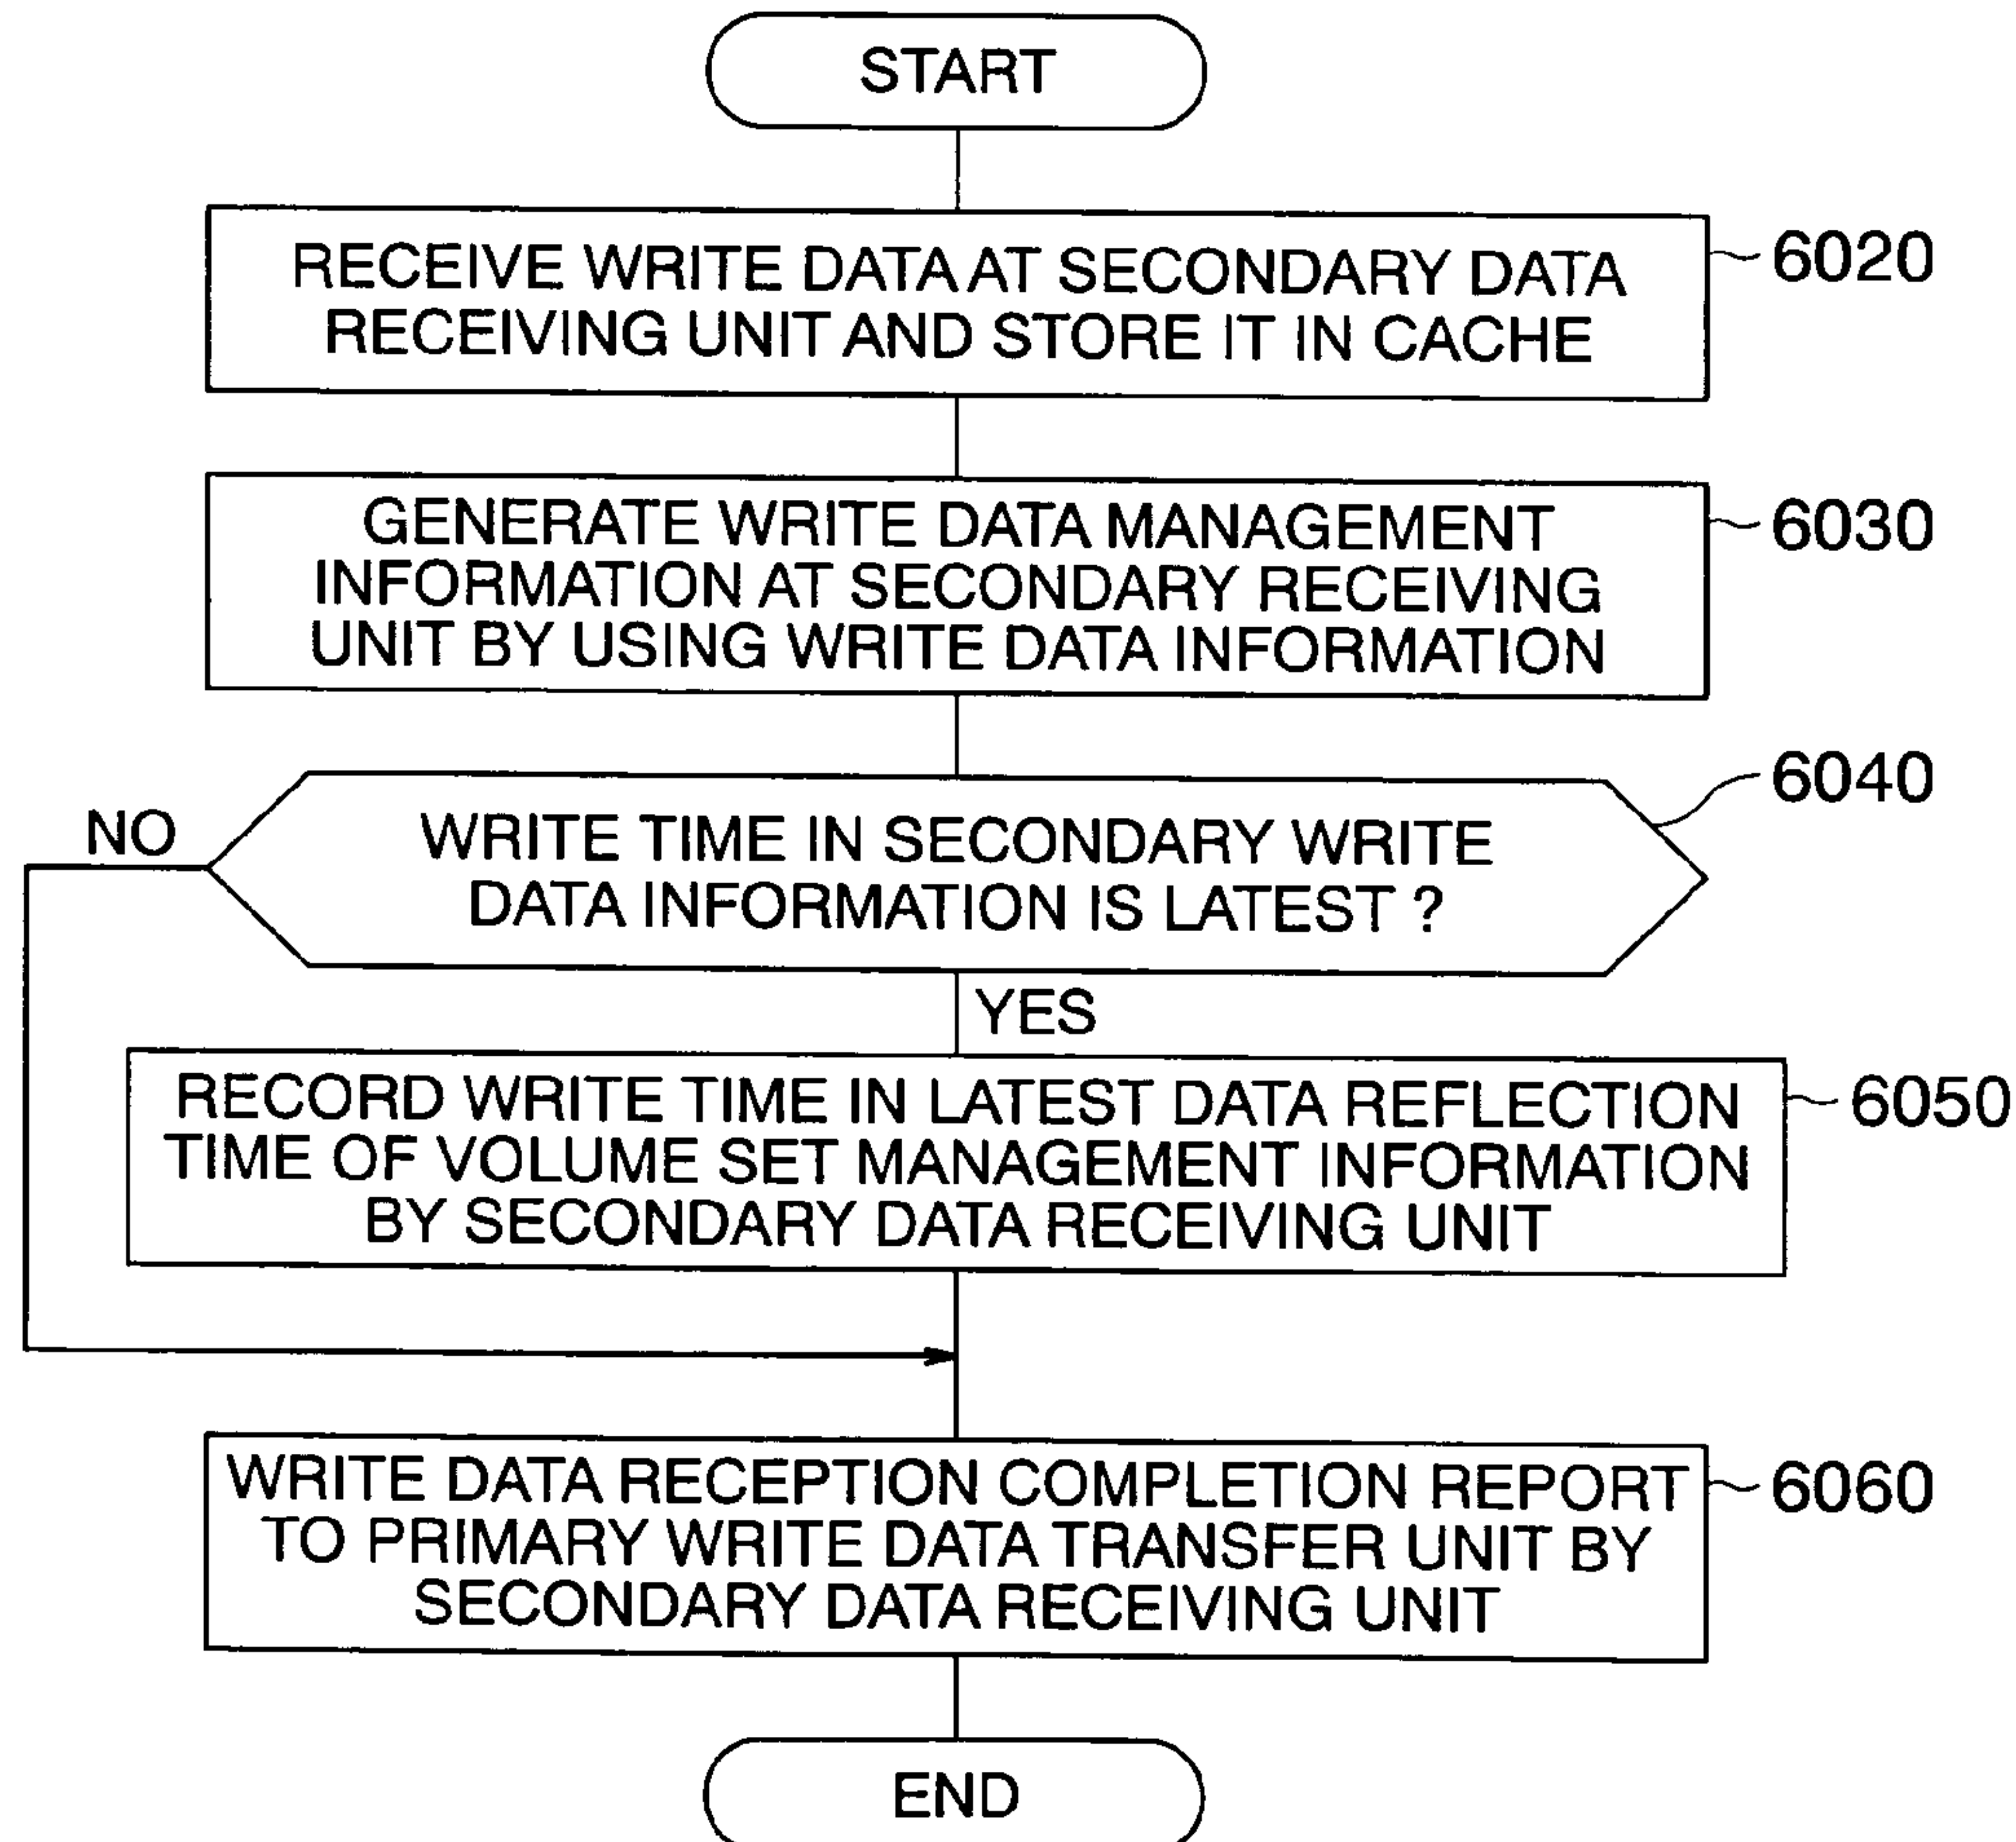 START
RECEIVE WRITE DATA AT SECONDARY DATA
RECEIVING UNIT AND STORE IT IN CACHE
6020
GENERATE WRITE DATA MANAGEMENT
INFORMATION AT SECONDARY RECEIVING
UNIT BY USING WRITE DATA INFORMATION
6030
WRITE TIME IN SECONDARY WRITE
DATA INFORMATION IS LATEST ?
6040
NO
YES
RECORD WRITE TIME IN LATEST DATA REFLECTION
TIME OF VOLUME SET MANAGEMENT INFORMATION
BY SECONDARY DATA RECEIVING UNIT
6050
WRITE DATA RECEPTION COMPLETION REPORT
TO PRIMARY WRITE DATA TRANSFER UNIT BY
SECONDARY DATA RECEIVING UNIT
6060
END